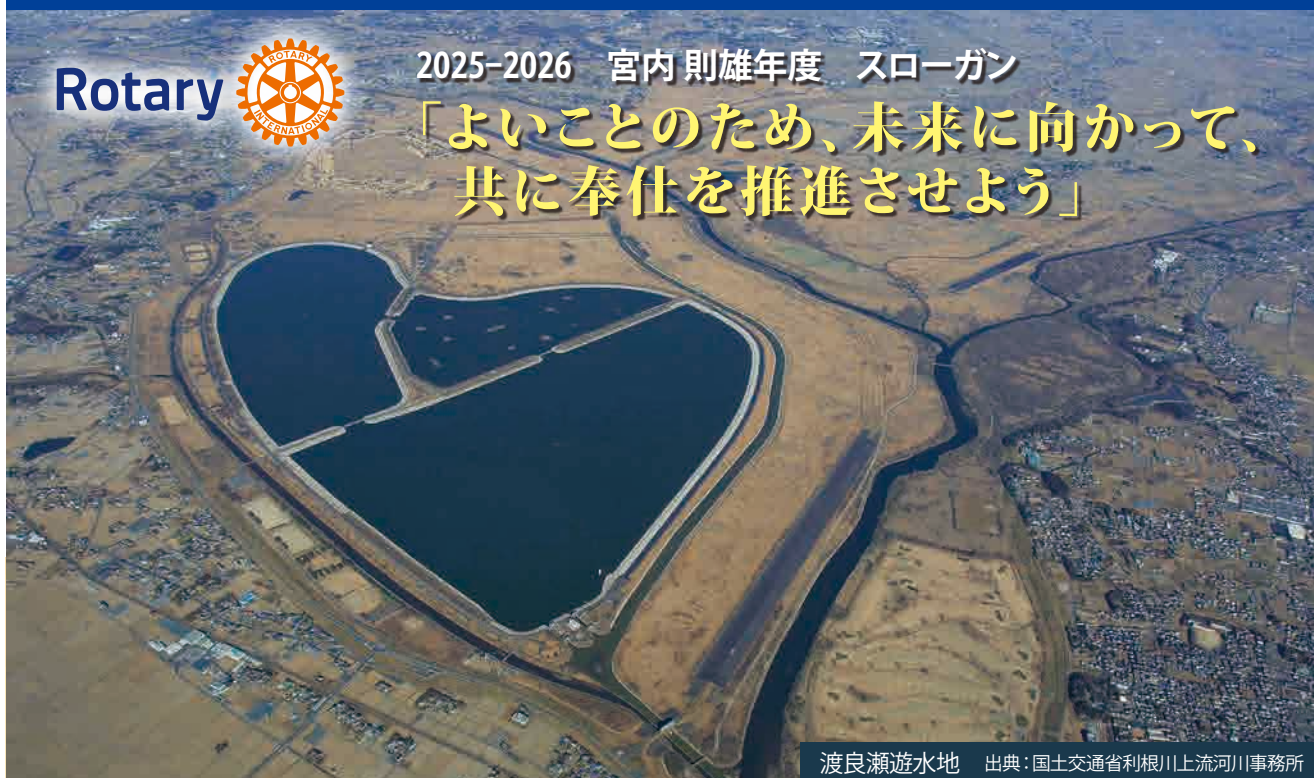 Rotary
ROTARY
INTERNATIONAL
2025-2026　宮内 則雄年度　スローガン
「よいことのため、未来に向かって、
共に奉仕を推進させよう」
渡良瀬遊水地　出典：国土交通省利根川上流河川事務所